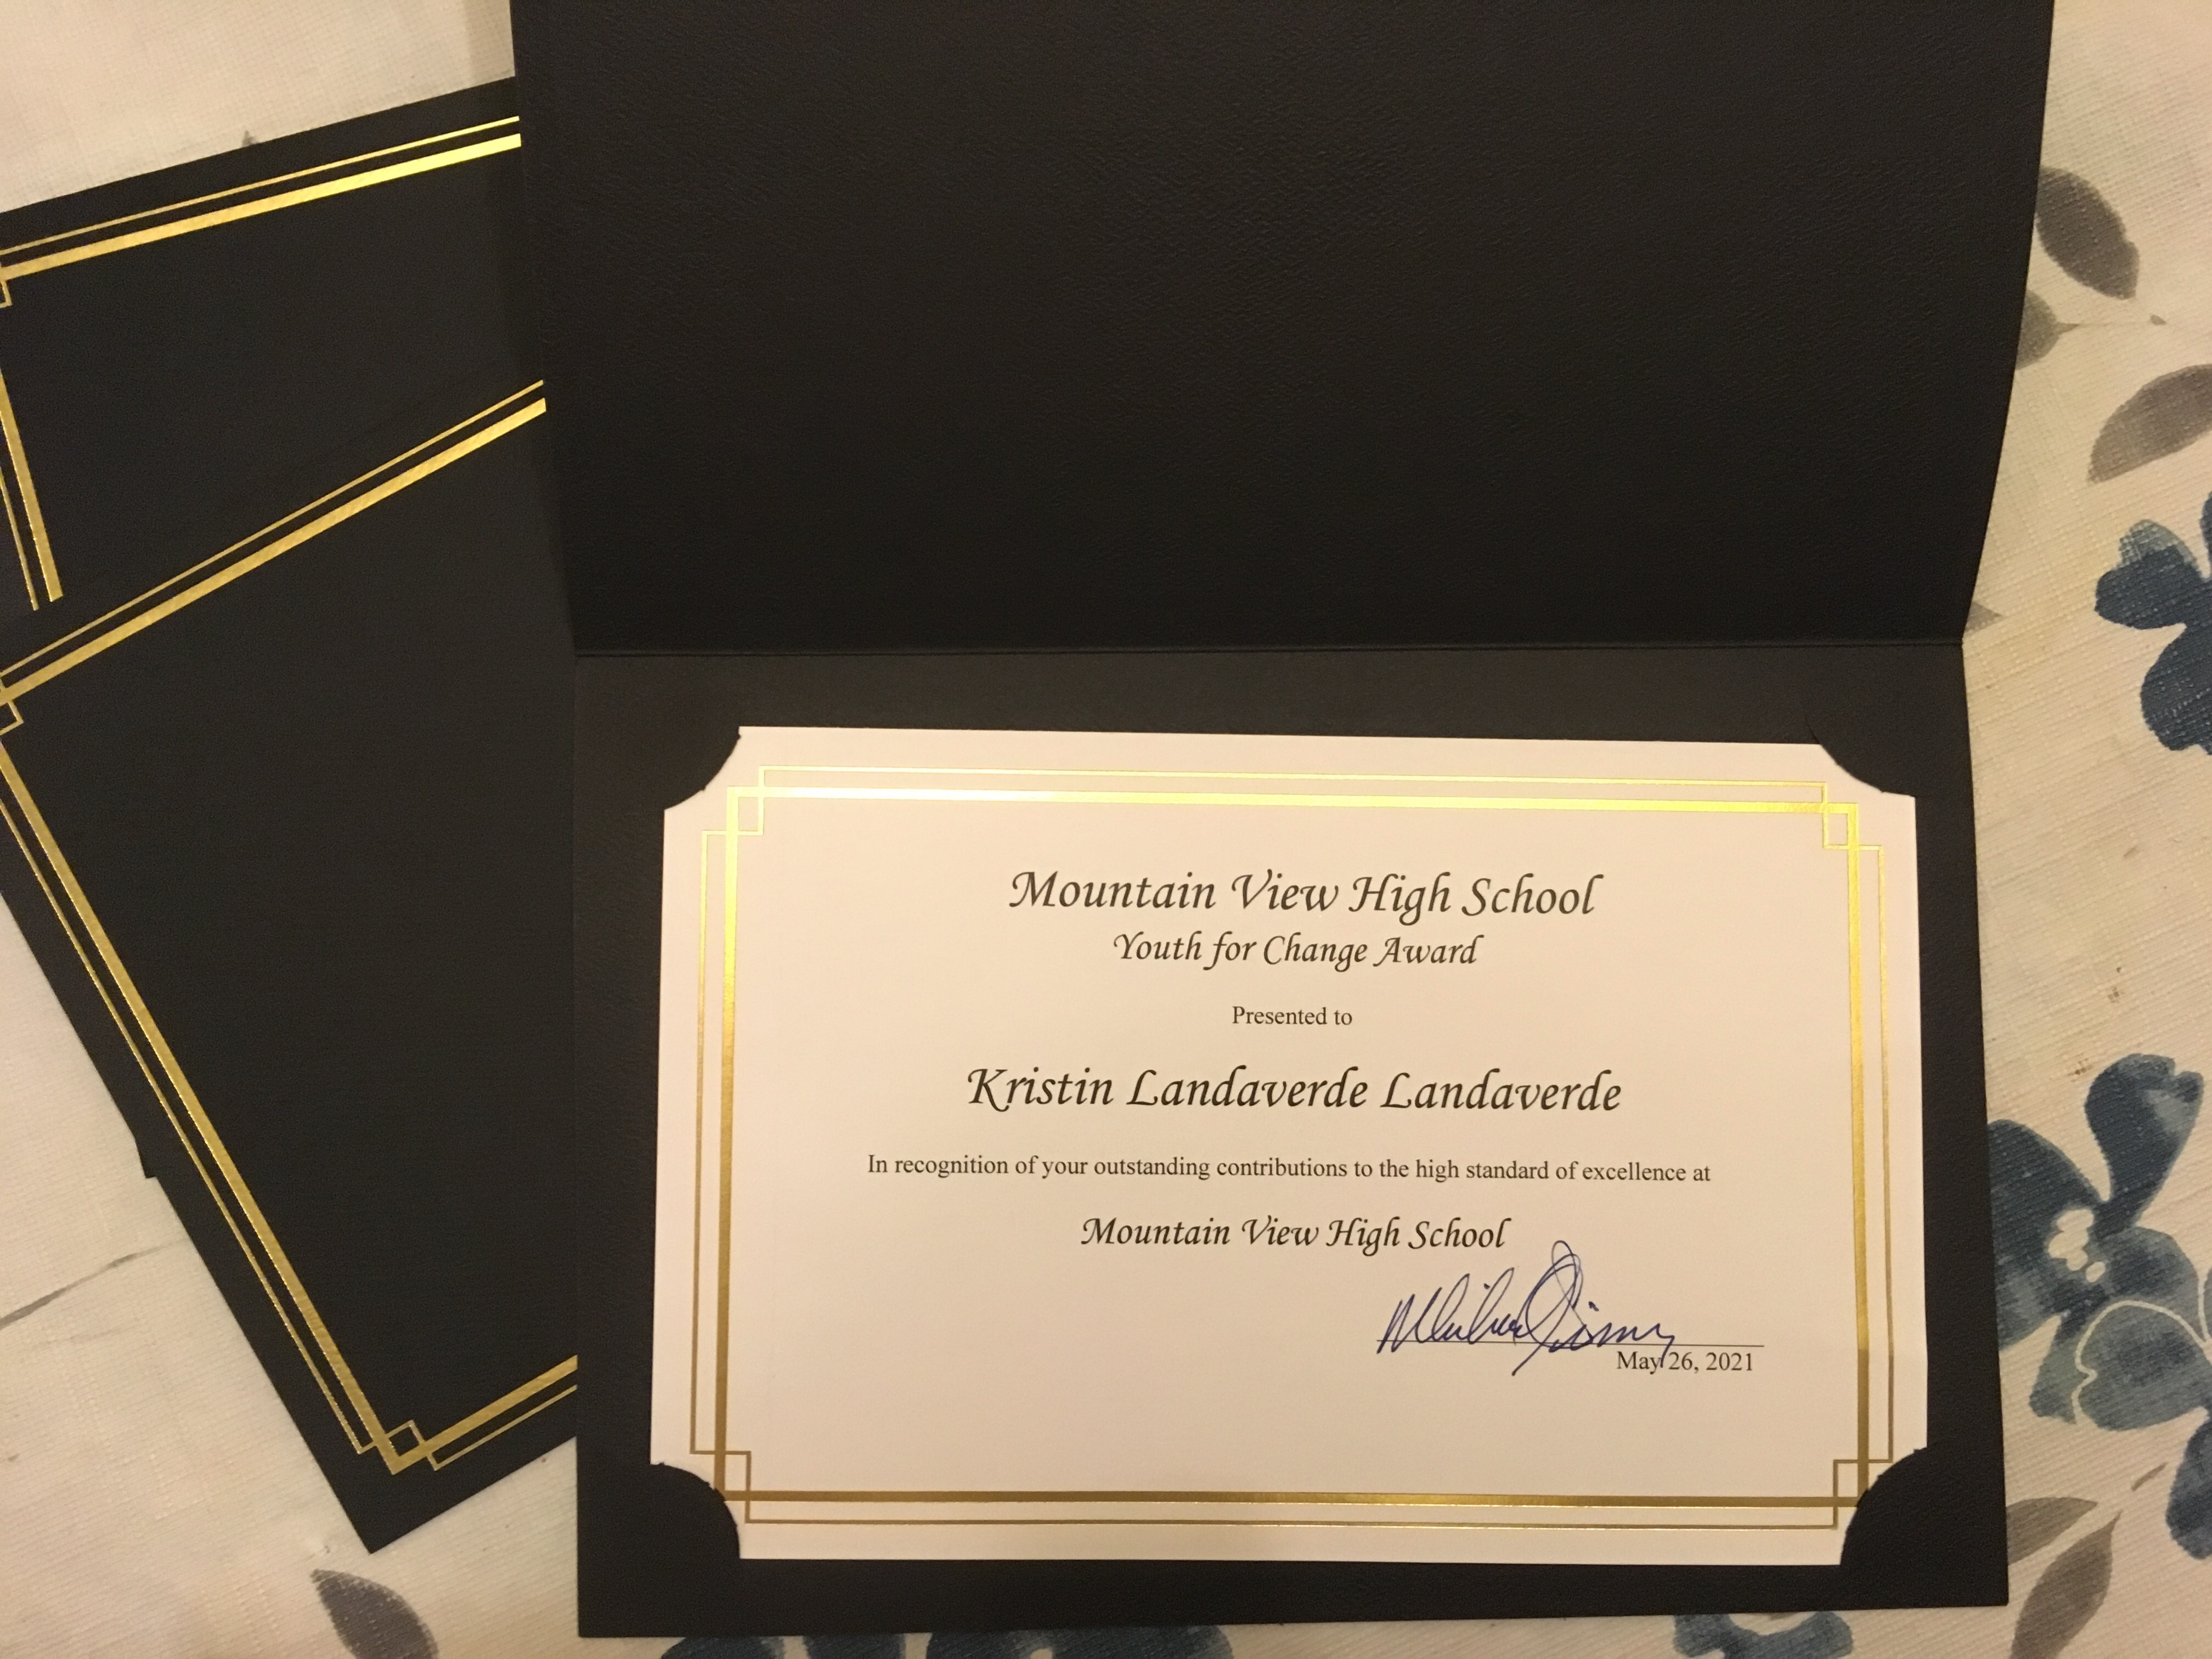 Mountain View High School
Youth for Change Award
Presented to
Kristin Landaverde Landaverde
In recognition of your outstanding contributions to the high standard of excellence at
Mountain View High School
May 26, 2021